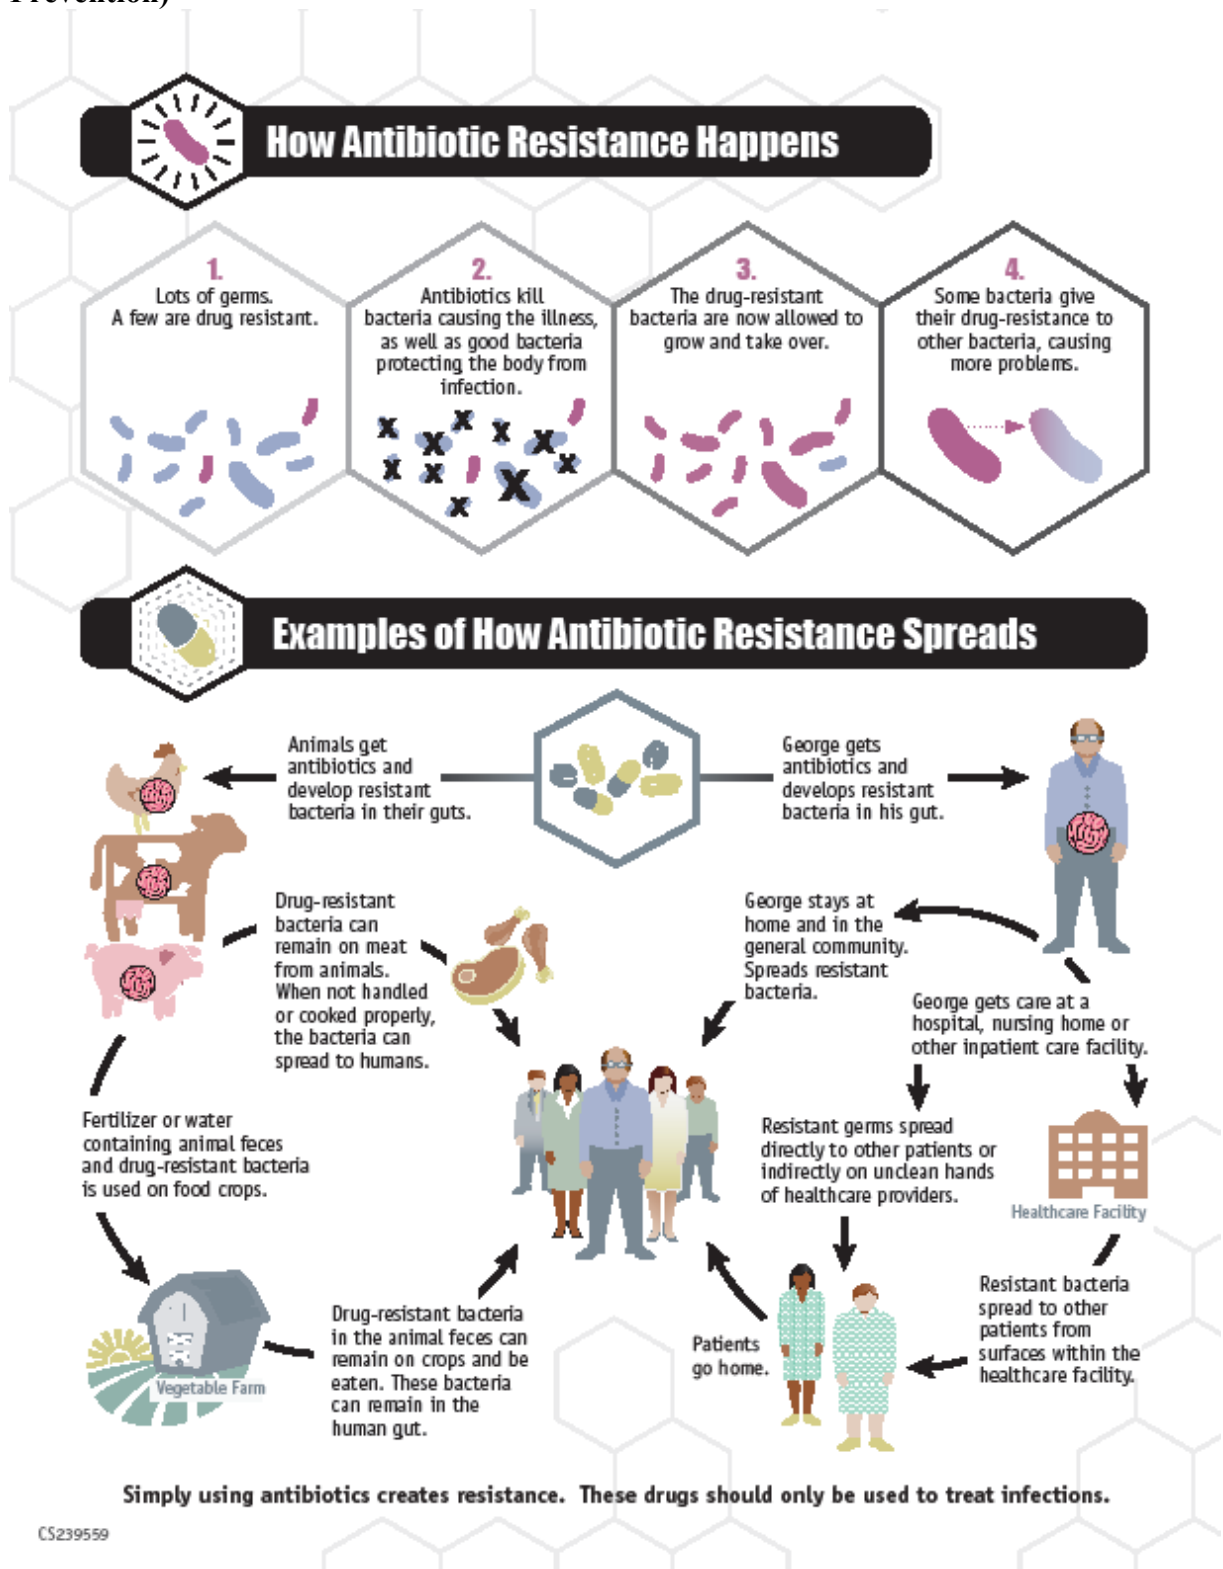 Prevention)
How Antibiotic Resistance Happens
1.
Lots of germs.
A few are drug resistant.
2.
Antibiotics kill
bacteria causing the illness,
as well as good bacteria
protecting the body from
infection.
3.
The drug-resistant
bacteria are now allowed to
grow and take over.
4.
Some bacteria give
their drug-resistance to
other bacteria, causing
more problems.
Examples of How Antibiotic Resistance Spreads
Animals get
antibiotics and
develop resistant
bacteria in their guts.
George gets
antibiotics and
develops resistant
bacteria in his gut.
Drug-resistant
bacteria can
remain on meat
from animals.
When not handled
or cooked properly,
the bacteria can
spread to humans.
George stays at
home and in the
general community.
Spreads resistant
bacteria.
George gets care at a
hospital, nursing home or
other inpatient care facility.
Fertilizer or water
containing animal feces
and drug-resistant bacteria
is used on food crops.
Resistant germs spread
directly to other patients or
indirectly on unclean hands
of healthcare providers.
Healthcare Facility
Vegetable Farm
Drug-resistant bacteria
in the animal feces can
remain on crops and be
eaten. These bacteria
can remain in the
human gut.
Patients
go home.
Resistant bacteria
spread to other
patients from
surfaces within the
healthcare facility.
Simply using antibiotics creates resistance. These drugs should only be used to treat infections.
CS239559